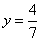 y = 4/7